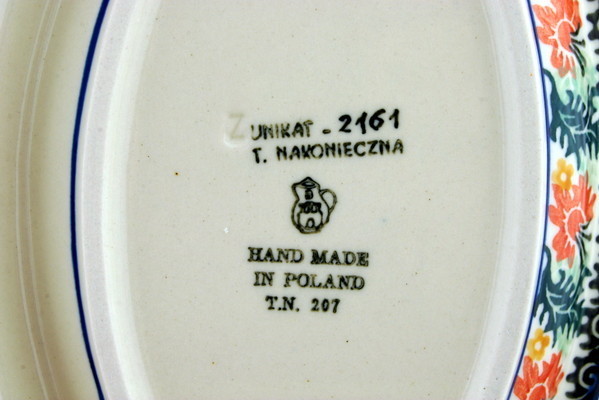 Z
UNIKAT - 2161
T. NAKONIECZNA
HAND MADE
IN POLAND
T.N. 207